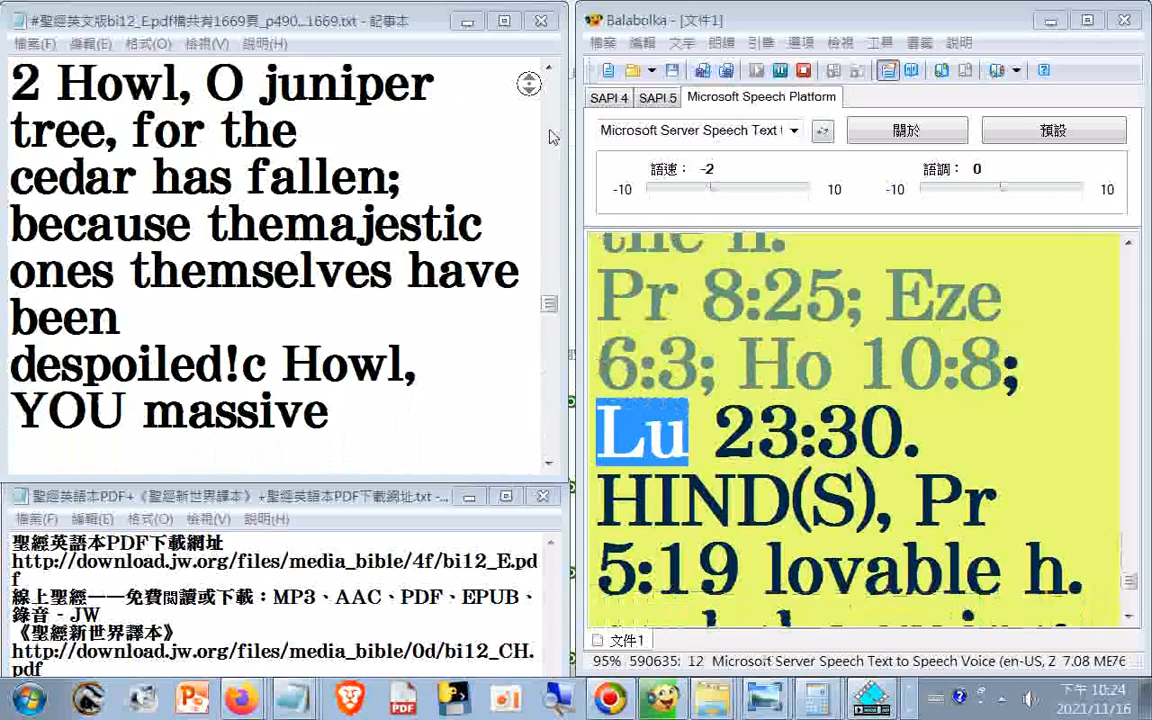 #聖經英文版bi12_E.pdf檔共有1669頁_p490...1669.txt - 記事本
檔案(F) 編輯(E) 格式(O) 檢視(V) 說明(H)
2 Howl, O juniper
tree, for the
cedar has fallen;
because themajestic
ones themselves have
been
despoiled!c Howl,
YOU massive
聖經英語本PDF+《聖經新世界譯本》+聖經英語本PDF下載網址.txt - ...
檔案(F) 編輯(E) 格式(O) 檢視(V) 說明(H)
聖經英語本PDF下載網址
http://download.jw.org/files/media_bible/4f/bi12_E.pd
f
線上聖經——免費閱讀或下載：MP3、AAC、PDF、EPUB、
錄音 - JW
《聖經新世界譯本》
http://download.jw.org/files/media_bible/0d/bi12_CH.
pdf
Balabolka - [文件1]
檔案 編輯 文字 朗讀 引擎 選項 檢視 工具 書籤 說明
SAPI 4 SAPI 5 Microsoft Speech Platform
Microsoft Server Speech Text 關於 預設
語速： -2 語調： 0
-10 10 -10 10
the h.
Pr 8:25; Eze
6:3; Ho 10:8;
Lu 23:30.
HIND(S), Pr
5:19 lovable h.
文件1
95% 590635: 12 Microsoft Server Speech Text to Speech Voice (en-US, Z 7.08 МБ76
PDF
下午 10:24
2021/11/16